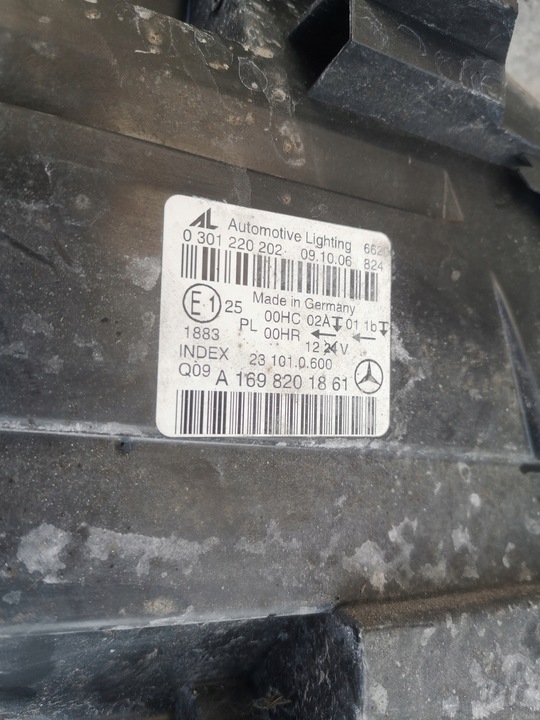 AL Automotive Lighting
0 301 220 202 09.10.06 824
Made in Germany
E1 25 00HC 02A 01 1b
1883 PL 00HR
12 24V
INDEX 23 101.0.600
Q09 A 169 820 18 61